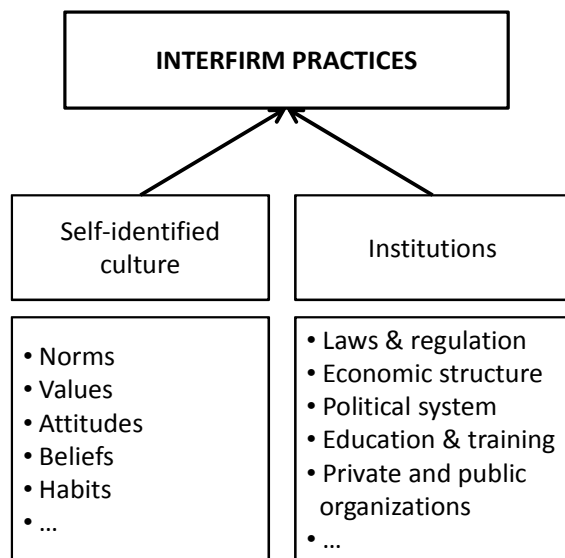 INTERFIRM PRACTICES
Self-identified
culture
Institutions
• Norms
• Values
• Attitudes
• Beliefs
• Habits
• ...
• Laws & regulation
• Economic structure
• Political system
• Education & training
• Private and public
organizations
• ...